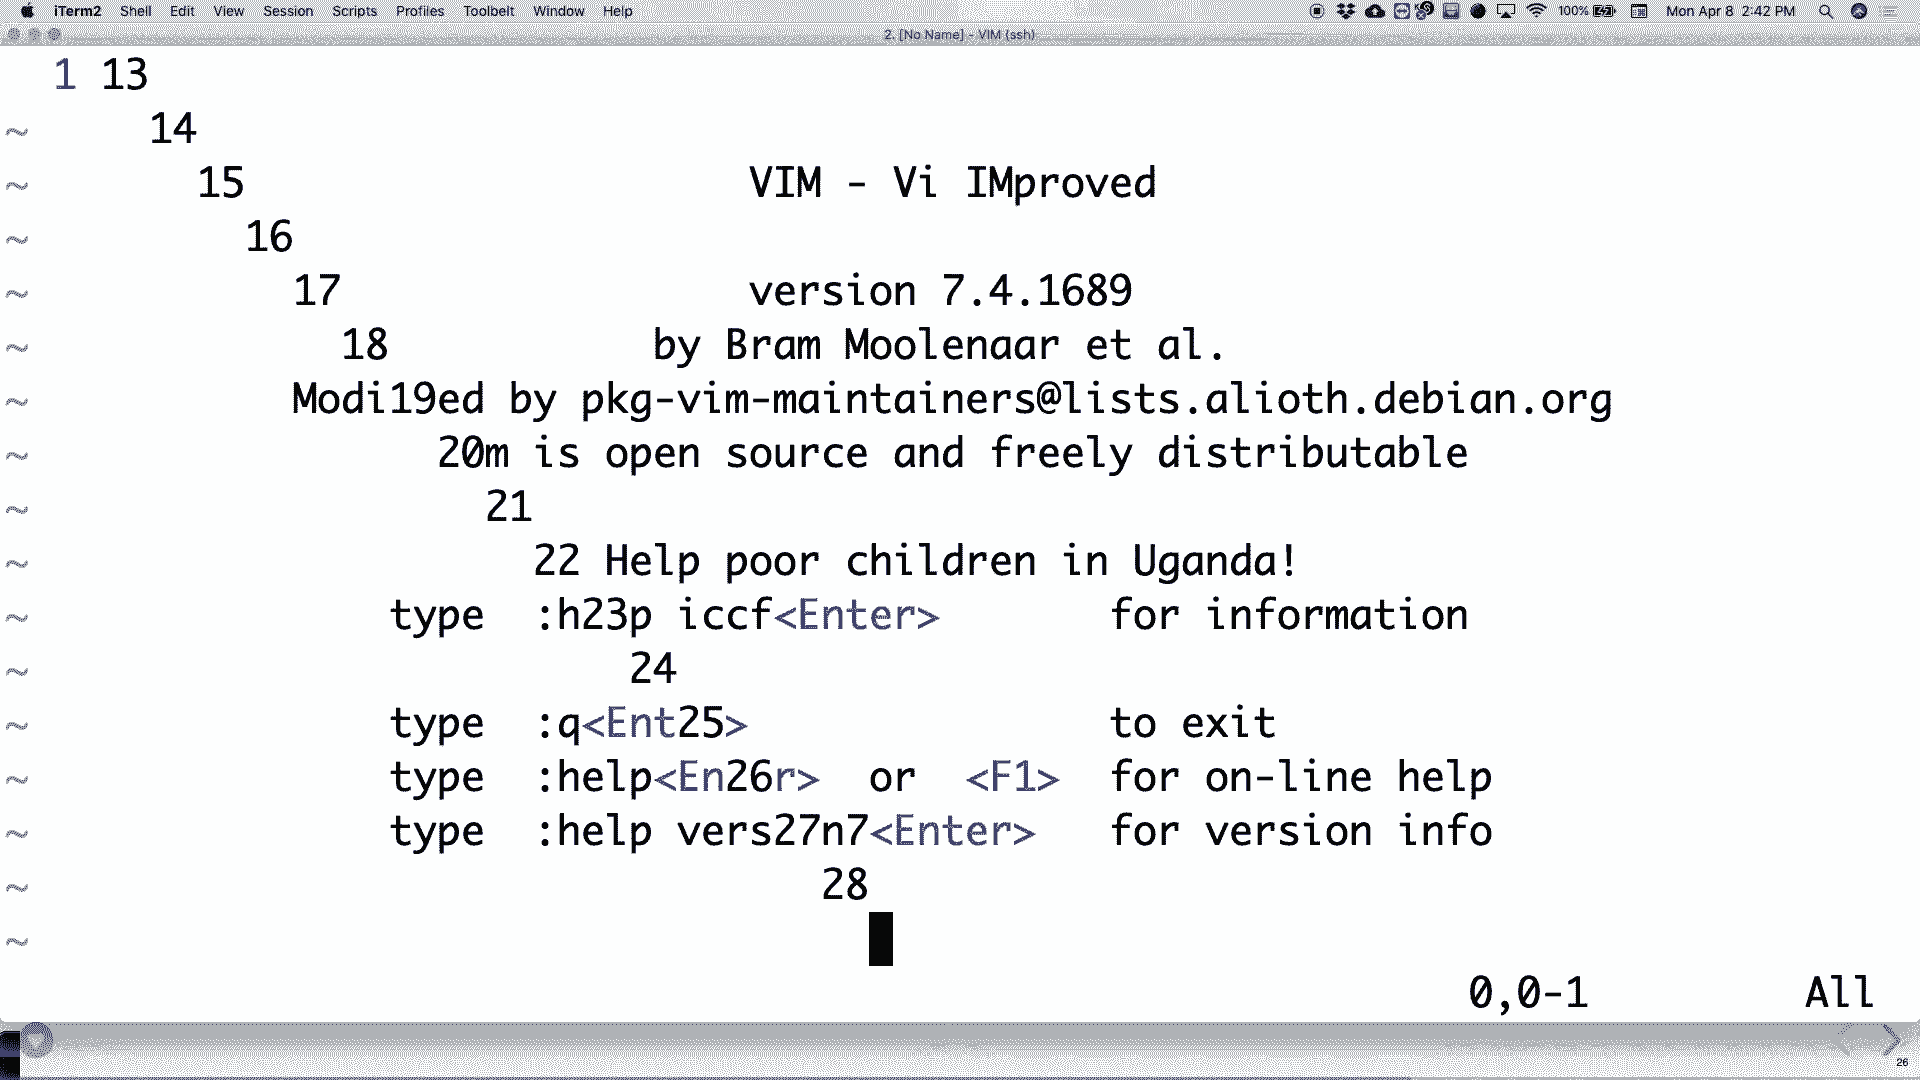 iTerm2 Shell Edit View Session Scripts Profiles Toolbelt Window Help 100% Mon Apr 8 2:42 PM
2. [No Name] - VIM (ssh)
1 13
~ 14
~ 15 VIM - Vi IMproved
~ 16
~ 17 version 7.4.1689
~ 18 by Bram Moolenaar et al.
~ Modi19ed by pkg-vim-maintainers@lists.alioth.debian.org
~ 20m is open source and freely distributable
~ 21
~ 22 Help poor children in Uganda!
~ type :h23p iccf<Enter> for information
~ 24
~ type :q<Ent25> to exit
~ type :help<En26r> or <F1> for on-line help
~ type :help vers27n7<Enter> for version info
~ 28
~
0,0-1 All
26